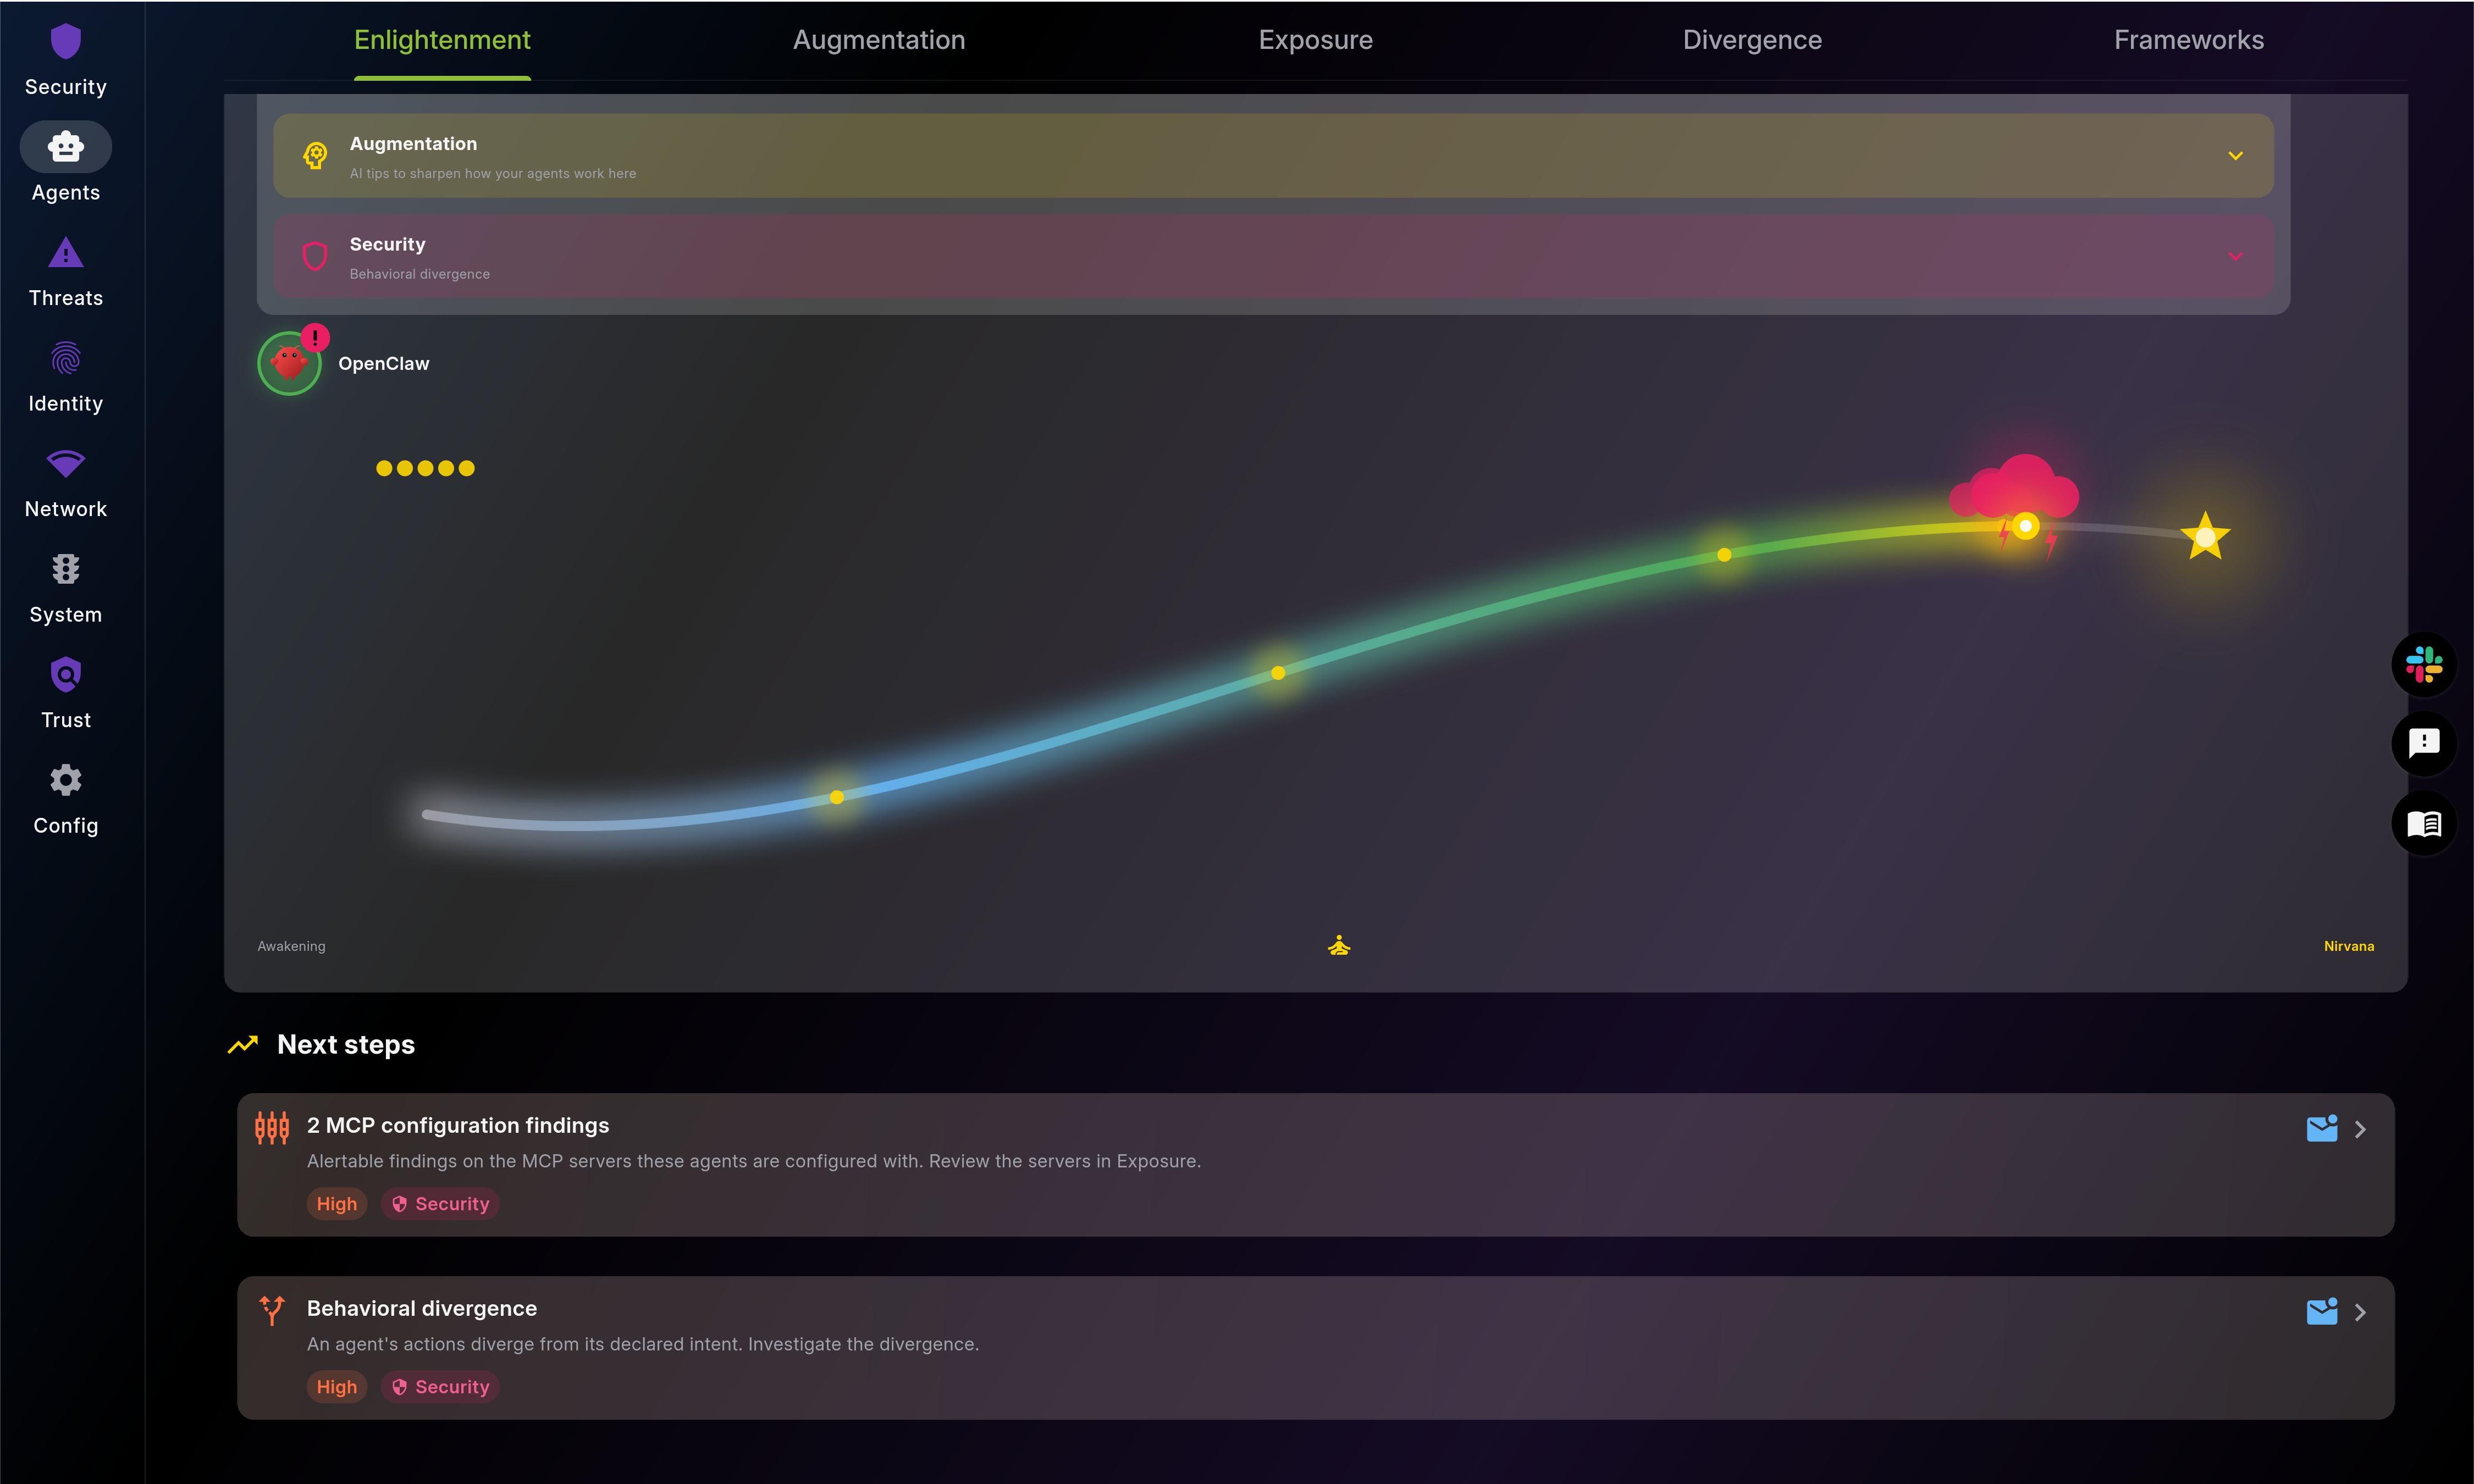 Enlightenment
Augmentation
Exposure
Divergence
Frameworks
Security
Agents
Threats
Identity
Network
System
Trust
Config
Augmentation
AI tips to sharpen how your agents work here
Security
Behavioral divergence
OpenClaw
Awakening
Nirvana
Next steps
2 MCP configuration findings
Alertable findings on the MCP servers these agents are configured with. Review the servers in Exposure.
High
Security
Behavioral divergence
An agent's actions diverge from its declared intent. Investigate the divergence.
High
Security